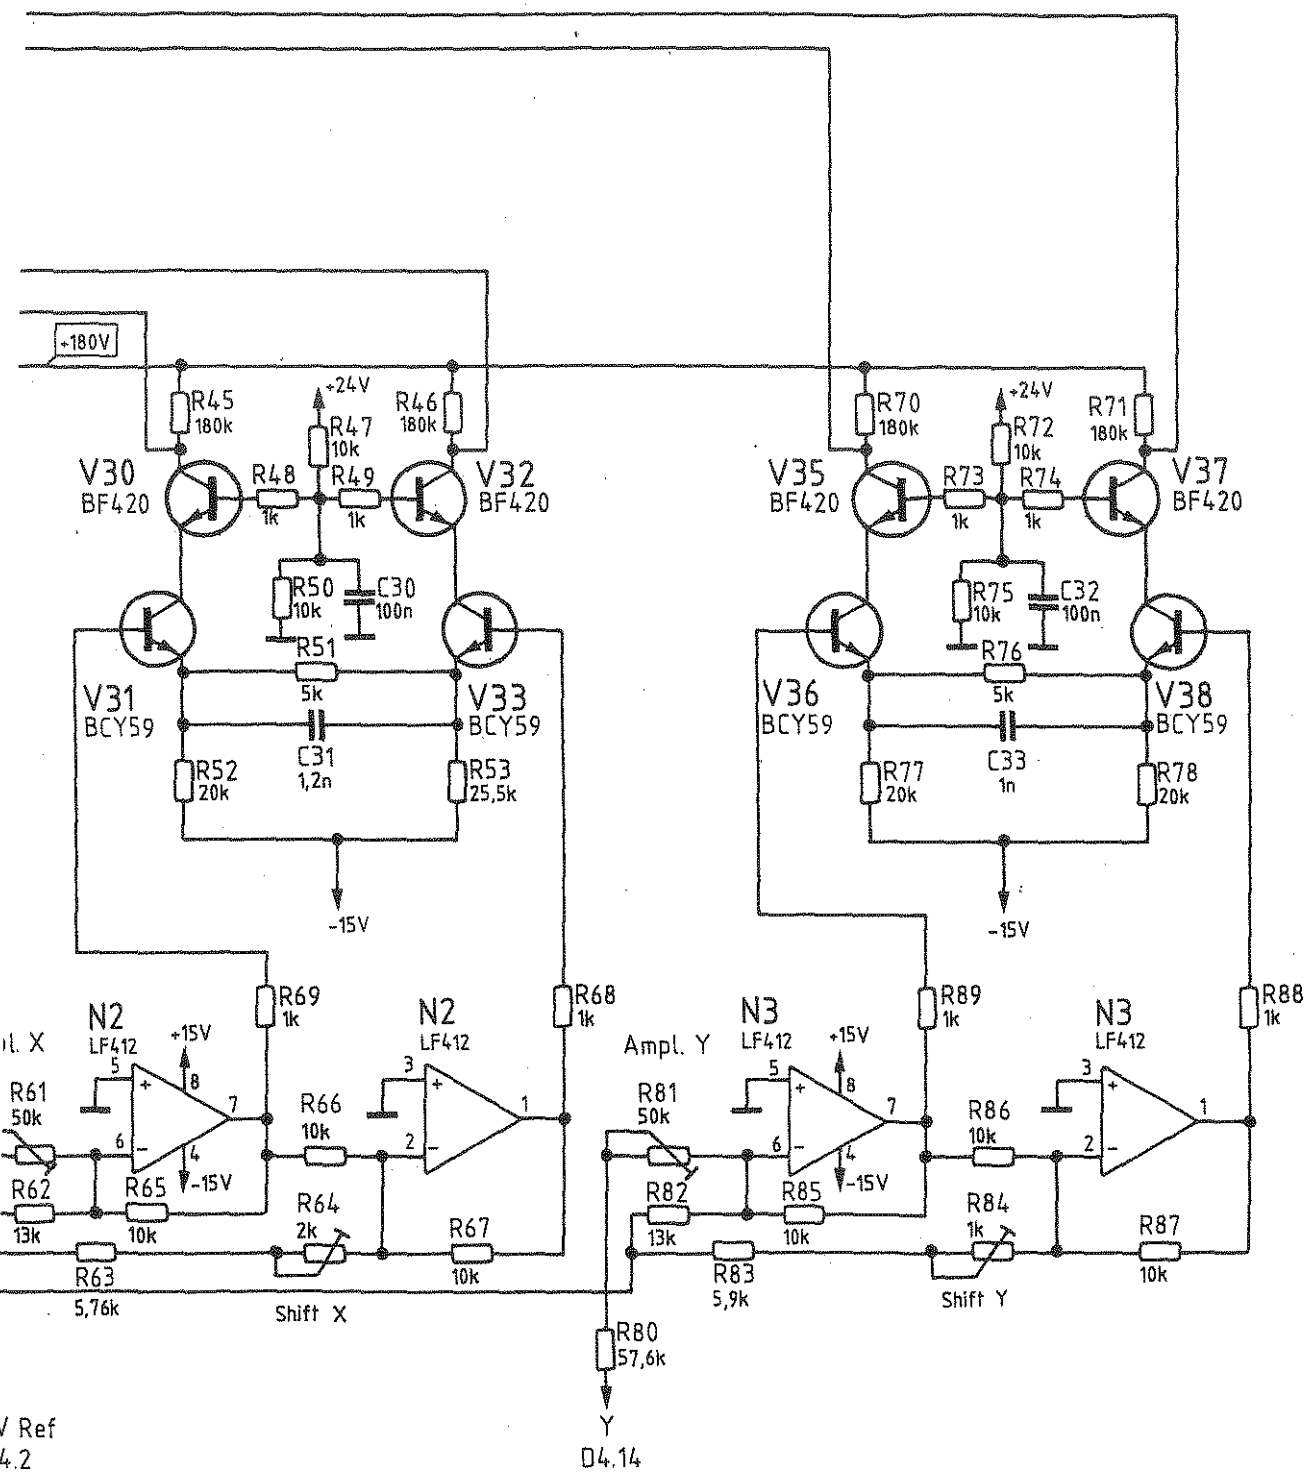 +180V
R45
180k
+24V
R47
10k
R46
180k
V30
BF420
R48
1k
R49
1k
V32
BF420
R50
10k
C30
100n
R51
5k
V31
BCY59
V33
BCY59
C31
1,2n
R52
20k
R53
25,5k
-15V
R70
180k
+24V
R72
10k
R71
180k
V35
BF420
R73
1k
R74
1k
V37
BF420
R75
10k
C32
100n
R76
5k
V36
BCY59
V38
BCY59
C33
1n
R77
20k
R78
20k
-15V
l. X
N2
LF412
+15V
R69
1k
N2
LF412
R68
1k
R61
50k
5
+
8
7
6
-
4
-15V
R66
10k
3
+
1
2
-
R62
13k
R65
10k
R64
2k
R67
10k
R63
5,76k
Shift X
Ampl. Y
N3
LF412
+15V
R89
1k
N3
LF412
R88
1k
R81
50k
5
+
8
7
6
-
4
-15V
R86
10k
3
+
1
2
-
R82
13k
R85
10k
R84
1k
R87
10k
R83
5,9k
Shift Y
R80
57,6k
Y
D4.14
V Ref
4.2